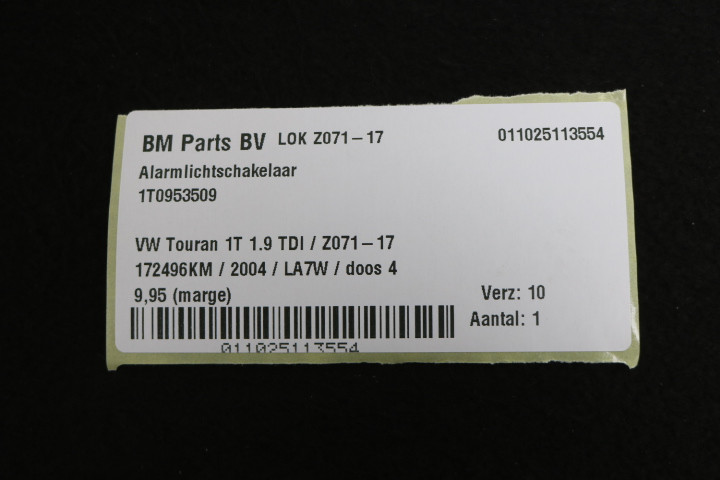 BM Parts BV LOK Z071-17 011025113554
Alarmlichtschakelaar
1T0953509
VW Touran 1T 1.9 TDI / Z071-17
172496KM / 2004 / LA7W / doos 4
9,95 (marge) Verz: 10
Aantal: 1
011025113554